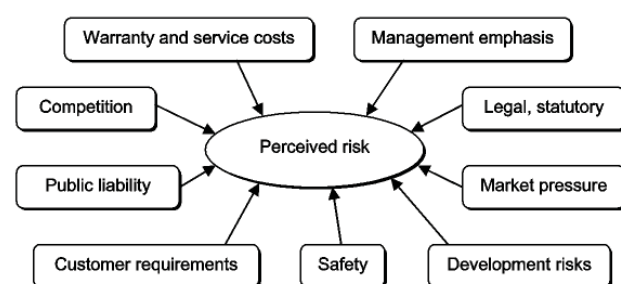 Warranty and service costs
Management emphasis
Competition
Legal, statutory
Perceived risk
Public liability
Market pressure
Customer requirements
Safety
Development risks